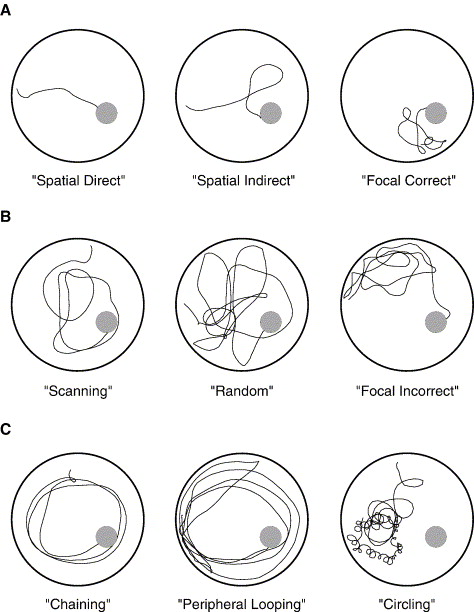 A
"Spatial Direct" "Spatial Indirect" "Focal Correct"
B
"Scanning" "Random" "Focal Incorrect"
C
"Chaining" "Peripheral Looping" "Circling"